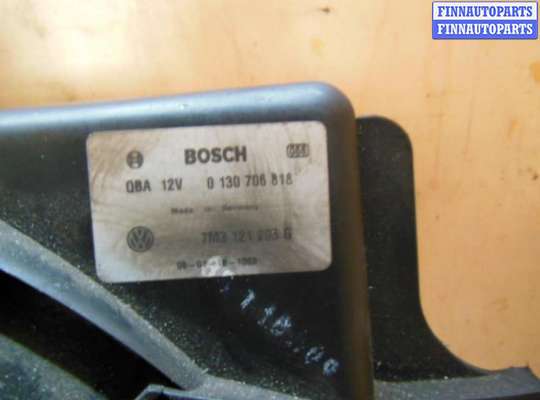 FINNAUTOPARTS
FINNAUTOPARTS
BOSCH
QBA 12V 0 130 706 818
Made in Germany
7M3 121 203 G